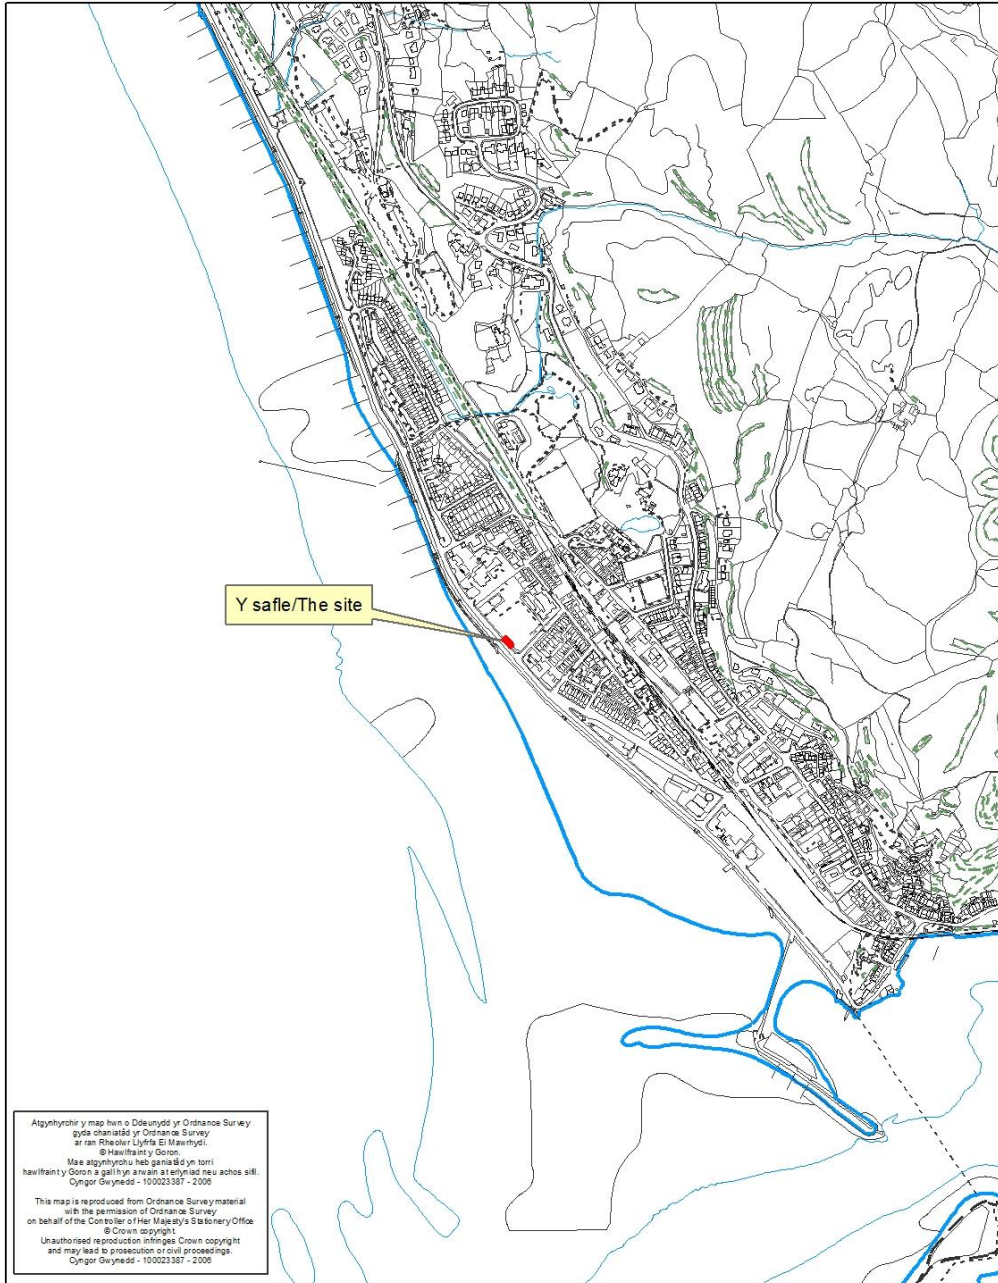 Y safle/The site
Atgynhyrchir y map hwn o Ddeunydd yr Ordnance Survey
gyda chaniatâd yr Ordnance Survey
ar ran Rheolwr Llyfrfa Ei Mawrhydi.
© Hawlfraint y Goron.
Mae atgynhyrchu heb ganiatâd yn torri
hawlfraint y Goron a gall hyn arwain at erlyniad neu achos sifil.
Cyngor Gwynedd - 100023387 - 2006
This map is reproduced from Ordnance Survey material
with the permission of Ordnance Survey
on behalf of the Controller of Her Majesty's Stationery Office
© Crown copyright.
Unauthorised reproduction infringes Crown copyright
and may lead to prosecution or civil proceedings.
Cyngor Gwynedd - 100023387 - 2006